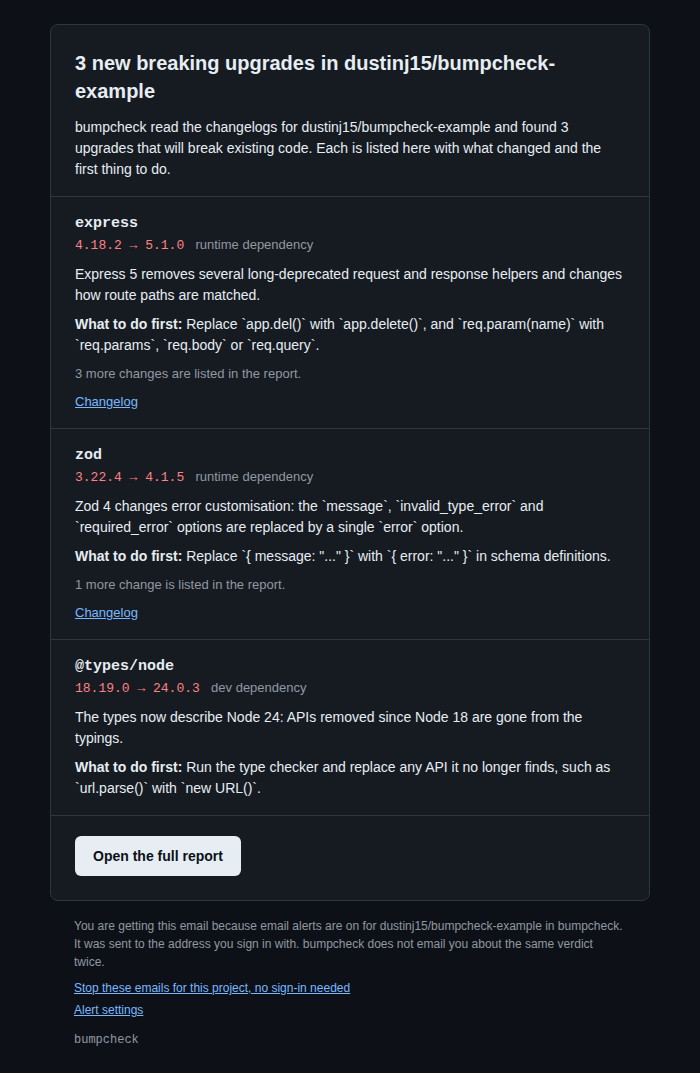 3 new breaking upgrades in dustinj15/bumpcheck-
example
bumpcheck read the changelogs for dustinj15/bumpcheck-example and found 3
upgrades that will break existing code. Each is listed here with what changed and the
first thing to do.
express
4.18.2 → 5.1.0 runtime dependency
Express 5 removes several long-deprecated request and response helpers and changes
how route paths are matched.
What to do first: Replace `app.del()` with `app.delete()`, and `req.param(name)` with
`req.params`, `req.body` or `req.query`.
3 more changes are listed in the report.
Changelog
zod
3.22.4 → 4.1.5 runtime dependency
Zod 4 changes error customisation: the `message`, `invalid_type_error` and
`required_error` options are replaced by a single `error` option.
What to do first: Replace `{ message: "..." }` with `{ error: "..." }` in schema definitions.
1 more change is listed in the report.
Changelog
@types/node
18.19.0 → 24.0.3 dev dependency
The types now describe Node 24: APIs removed since Node 18 are gone from the
typings.
What to do first: Run the type checker and replace any API it no longer finds, such as
`url.parse()` with `new URL()`.
Open the full report
You are getting this email because email alerts are on for dustinj15/bumpcheck-example in bumpcheck.
It was sent to the address you sign in with. bumpcheck does not email you about the same verdict
twice.
Stop these emails for this project, no sign-in needed
Alert settings
bumpcheck